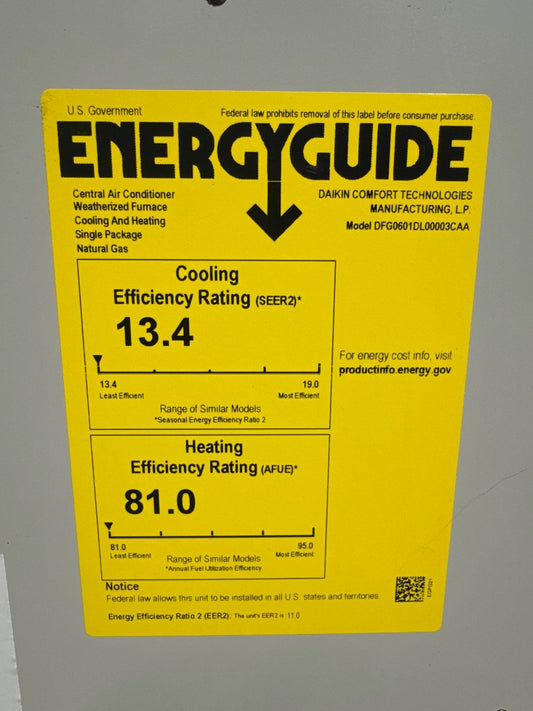 U.S. Government
Federal law prohibits removal of this label before consumer purchase.
ENERGYGUIDE
Central Air Conditioner
Weatherized Furnace
Cooling And Heating
Single Package
Natural Gas
DAIKIN COMFORT TECHNOLOGIES
MANUFACTURING, L.P.
Model DFG0601DL00003CAA
Cooling
Efficiency Rating (SEER2)*
13.4
13.4 19.0
Least Efficient Most Efficient
Range of Similar Models
*Seasonal Energy Efficiency Ratio 2
For energy cost info, visit
productinfo.energy.gov
Heating
Efficiency Rating (AFUE)*
81.0
81.0 95.0
Least Efficient Most Efficient
Range of Similar Models
*Annual Fuel Utilization Efficiency
Notice
Federal law allows this unit to be installed in all U.S. states and territories.
Energy Efficiency Ratio 2 (EER2): The unit's EER2 is 11.0